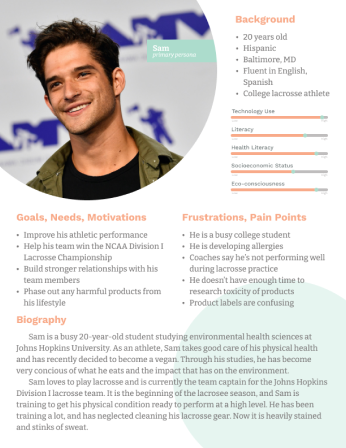 Background
• 20 years old
• Hispanic
• Baltimore, MD
• Fluent in English,
Spanish
• College lacrosse athlete
Sam
primary persona
Technology Use
Literacy
Health Literacy
Socioeconomic Status
Eco-consciousness
Goals, Needs, Motivations
• Improve his athletic performance
• Help his team win the NCAA Division I
Lacrosse Championship
• Build stronger relationships with his
team members
• Phase out any harmful products from
his lifestyle
Frustrations, Pain Points
• He is a busy college student
• He is developing allergies
• Coaches say he's not performing well
during lacrosse practice
• He doesn't have enough time to
research toxicity of products
• Product labels are confusing
Biography
Sam is a busy 20-year-old student studying environmental health sciences at
Johns Hopkins University. As an athlete, Sam takes good care of his physical health
and has recently decided to become a vegan. Through his studies, he has become
very concious of what he eats and the impact that has on the environment.
Sam loves to play lacrosse and is currently the team captain for the Johns Hopkins
Division I lacrosse team. It is the beginning of the lacrosse season, and Sam is
training to get his physical condition ready to perform at a high level. He has been
training a lot, and has neglected cleaning his lacrosse gear. Now it is heavily stained
and stinks of sweat.